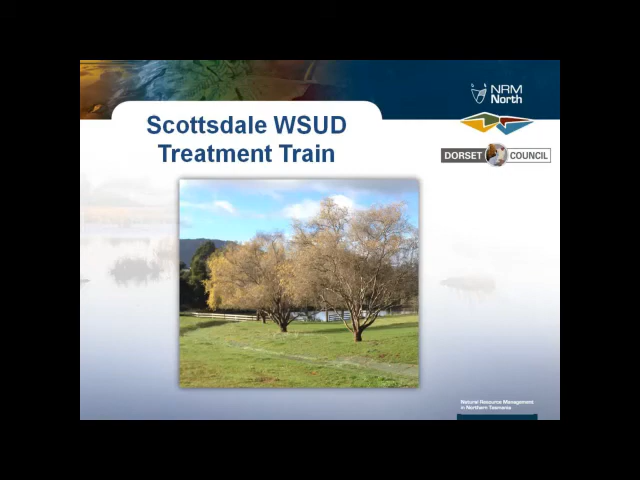 NRM
North
Scottsdale WSUD
Treatment Train
DORSET COUNCIL
Natural Resource Management
in Northern Tasmania